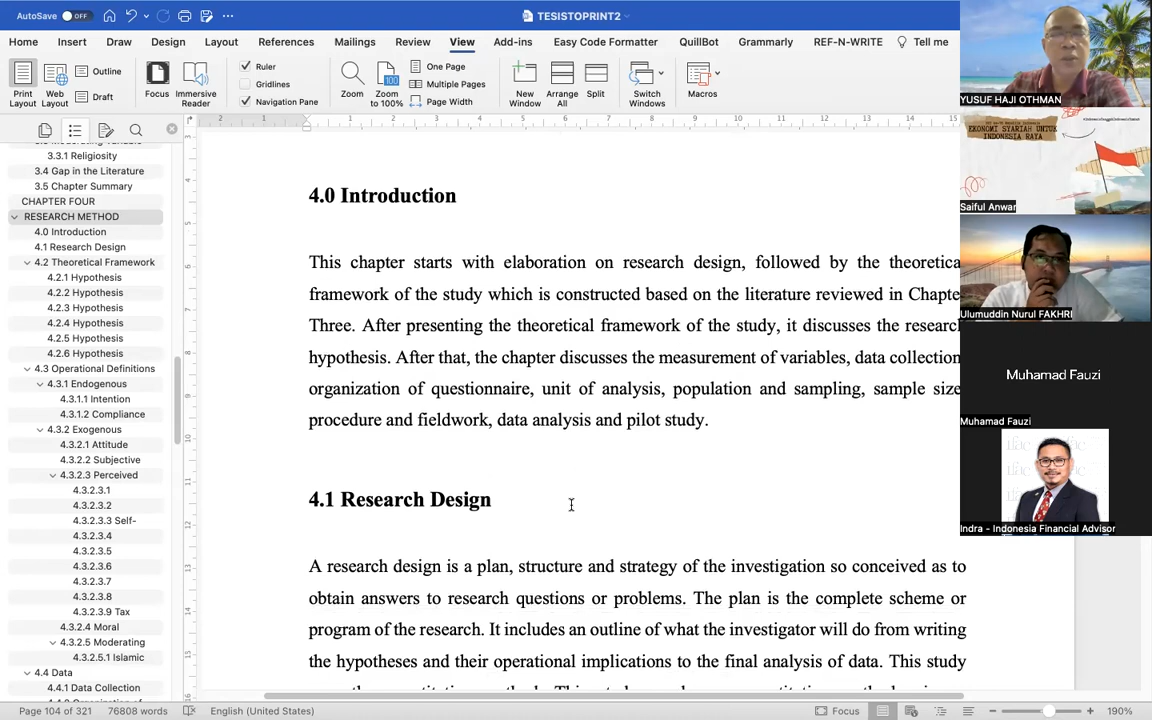 AutoSave OFF
TESISTOPRINT2
Home Insert Draw Design Layout References Mailings Review View Add-ins Easy Code Formatter QuillBot Grammarly REF-N-WRITE Tell me
Print Layout
Web Layout
Outline
Draft
Focus
Immersive Reader
Ruler
Gridlines
Navigation Pane
Zoom
100
Zoom to 100%
One Page
Multiple Pages
Page Width
New Window
Arrange All
Split
Switch Windows
Macros
2 1 1 2 3 4 5 6 7 8 9 10 11 12 13 14 15
3.3.1 Religiosity
3.4 Gap in the Literature
3.5 Chapter Summary
CHAPTER FOUR
RESEARCH METHOD
4.0 Introduction
4.1 Research Design
4.2 Theoretical Framework
4.2.1 Hypothesis
4.2.2 Hypothesis
4.2.3 Hypothesis
4.2.4 Hypothesis
4.2.5 Hypothesis
4.2.6 Hypothesis
4.3 Operational Definitions
4.3.1 Endogenous
4.3.1.1 Intention
4.3.1.2 Compliance
4.3.2 Exogenous
4.3.2.1 Attitude
4.3.2.2 Subjective
4.3.2.3 Perceived
4.3.2.3.1
4.3.2.3.2
4.3.2.3.3 Self-
4.3.2.3.4
4.3.2.3.5
4.3.2.3.6
4.3.2.3.7
4.3.2.3.8
4.3.2.3.9 Tax
4.3.2.4 Moral
4.3.2.5 Moderating
4.3.2.5.1 Islamic
4.4 Data
4.4.1 Data Collection
4.0 Introduction
This chapter starts with elaboration on research design, followed by the theoretica
framework of the study which is constructed based on the literature reviewed in Chapte
Three. After presenting the theoretical framework of the study, it discusses the research
hypothesis. After that, the chapter discusses the measurement of variables, data collection
organization of questionnaire, unit of analysis, population and sampling, sample size
procedure and fieldwork, data analysis and pilot study.
4.1 Research Design
A research design is a plan, structure and strategy of the investigation so conceived as to
obtain answers to research questions or problems. The plan is the complete scheme or
program of the research. It includes an outline of what the investigator will do from writing
the hypotheses and their operational implications to the final analysis of data. This study
YUSUF HAJI OTHMAN
EKONOMI SYARIAH UNTUK
INDONESIA RAYA
Saiful Anwar
Ulumuddin Nurul FAKHRI
Muhamad Fauzi
Muhamad Fauzi
Indra - Indonesia Financial Advisor
Page 104 of 321 76808 words English (United States) Focus 190%